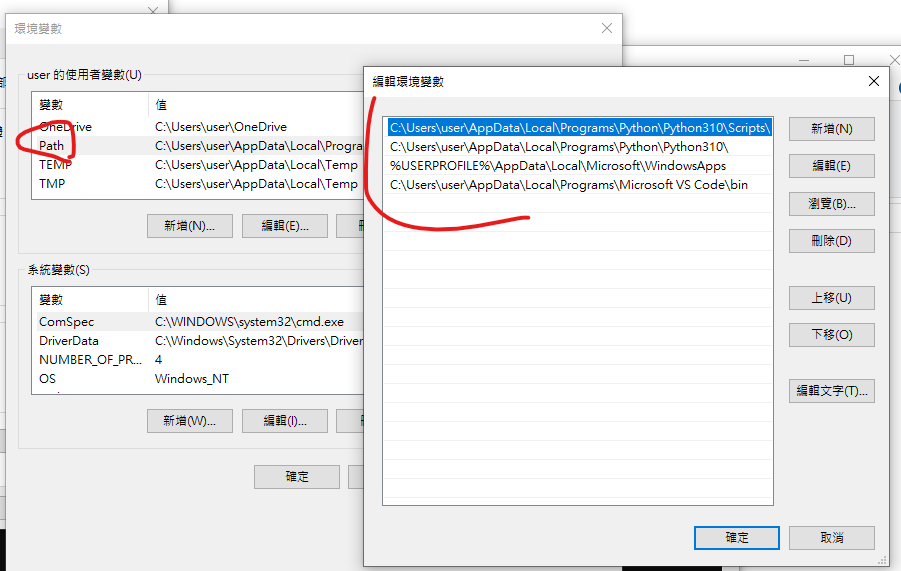 環境變數
user 的使用者變數(U)
變數 值
OneDrive C:\Users\user\OneDrive
Path C:\Users\user\AppData\Local\Progra
TEMP C:\Users\user\AppData\Local\Temp
TMP C:\Users\user\AppData\Local\Temp
新增(N)... 編輯(E)...
系統變數(S)
變數 值
ComSpec C:\WINDOWS\system32\cmd.exe
DriverData C:\Windows\System32\Drivers\Driver
NUMBER_OF_PR... 4
OS Windows_NT
新增(W)... 編輯(I)...
確定
編輯環境變數
C:\Users\user\AppData\Local\Programs\Python\Python310\Scripts\
C:\Users\user\AppData\Local\Programs\Python\Python310\
%USERPROFILE%\AppData\Local\Microsoft\WindowsApps
C:\Users\user\AppData\Local\Programs\Microsoft VS Code\bin
新增(N)
編輯(E)
瀏覽(B)...
刪除(D)
上移(U)
下移(O)
編輯文字(T)...
確定 取消